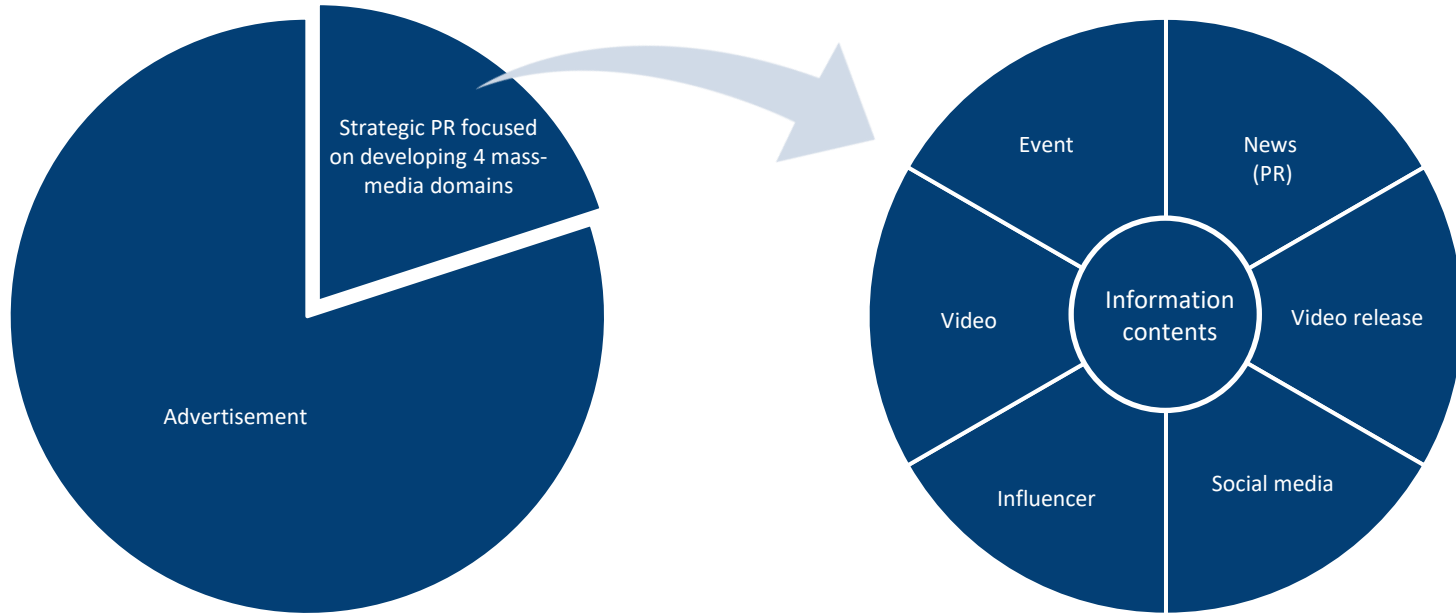 Strategic PR focused
on developing 4 mass-
media domains
Advertisement
Event
News
(PR)
Video
Information
contents
Video release
Influencer
Social media